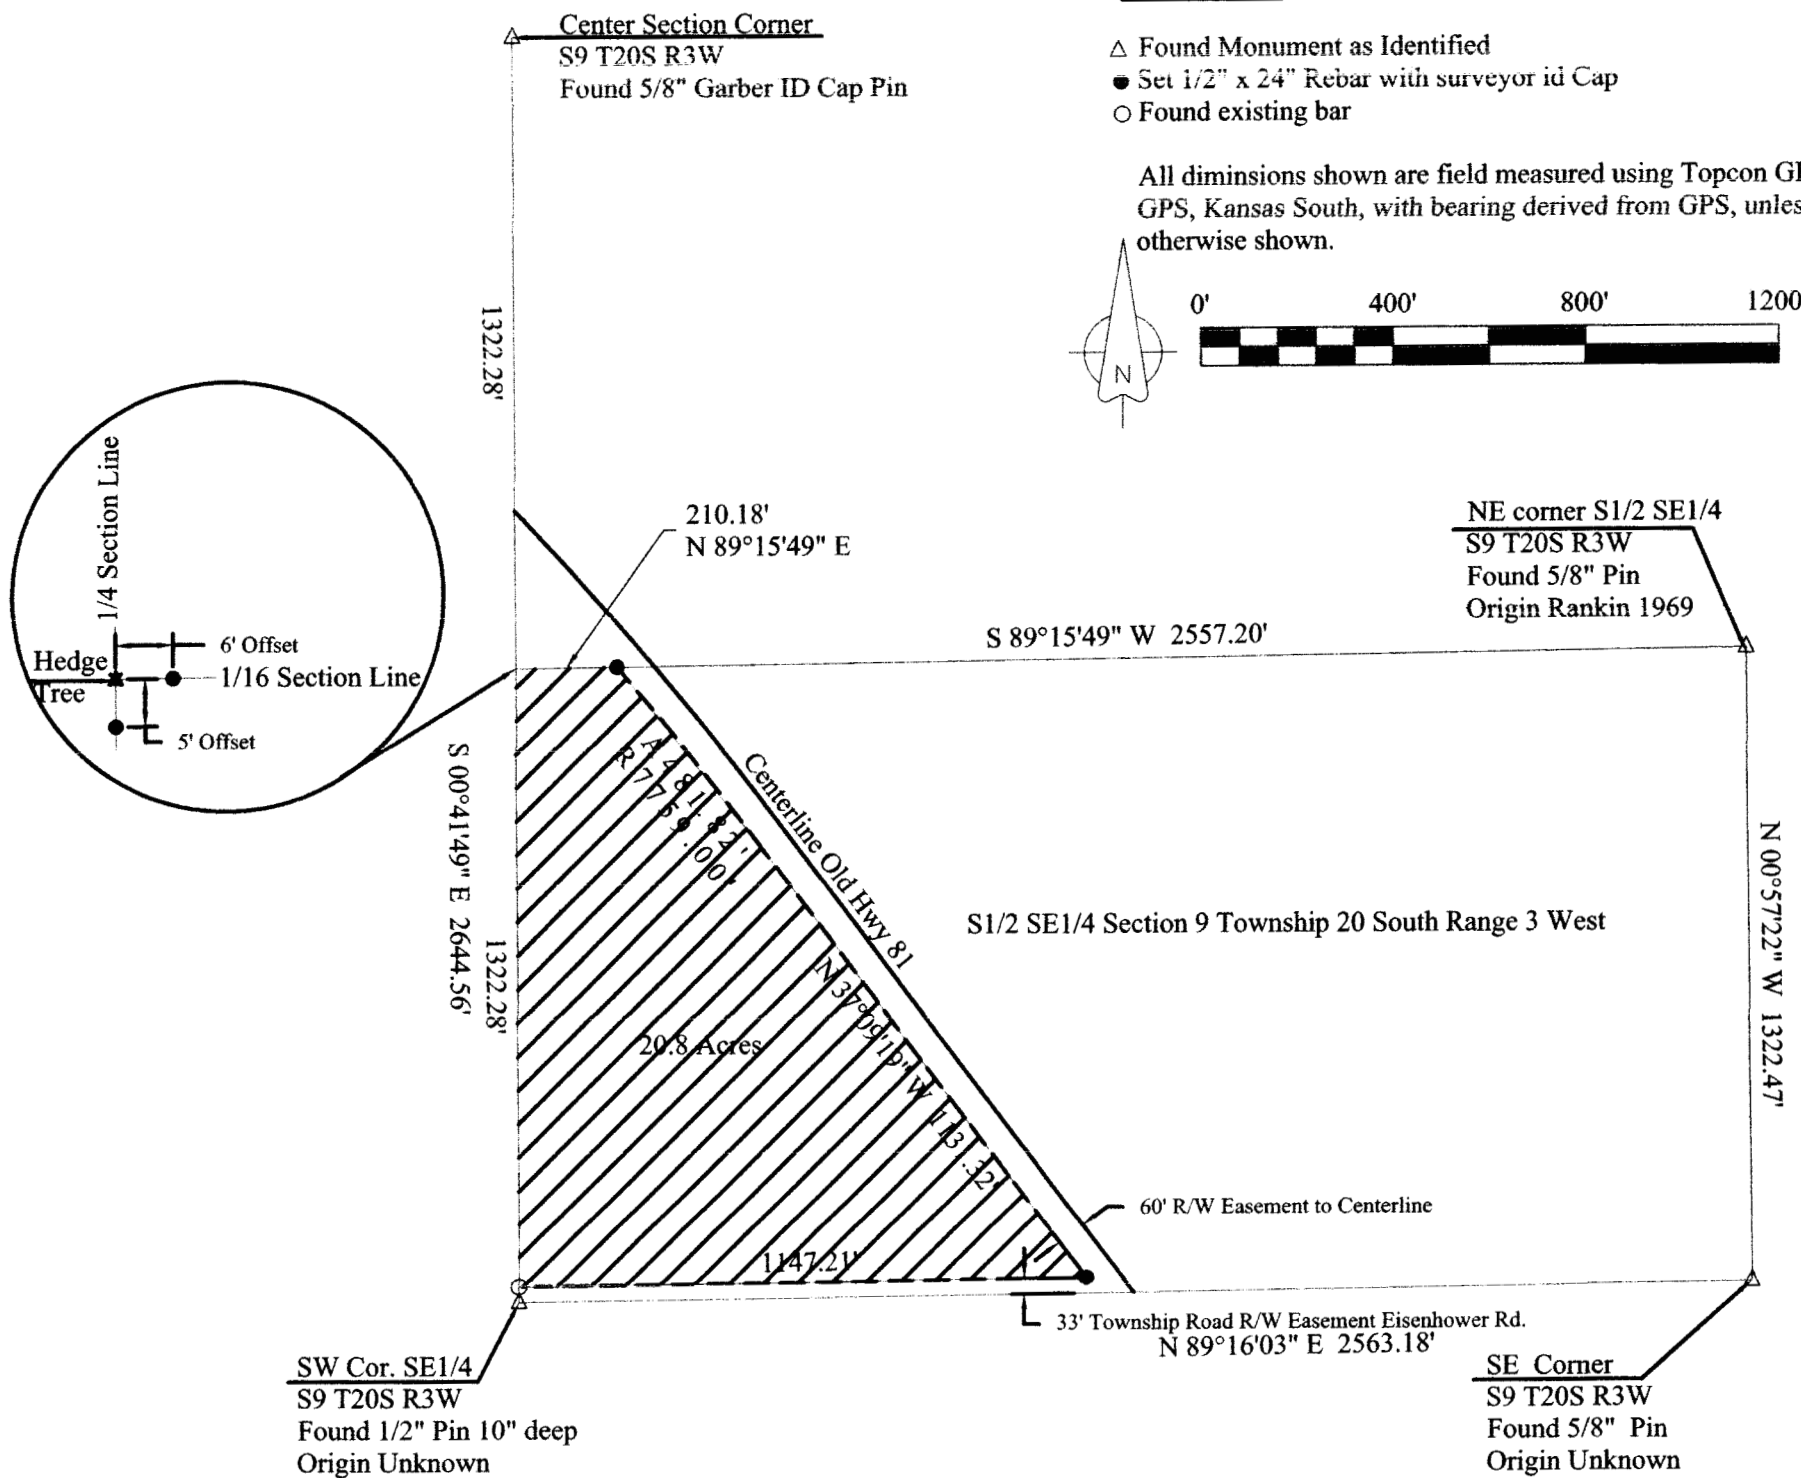 Center Section Corner
S9 T20S R3W
Found 5/8" Garber ID Cap Pin
Found Monument as Identified
Set 1/2" x 24" Rebar with surveyor id Cap
Found existing bar
All diminsions shown are field measured using Topcon
GPS, Kansas South, with bearing derived from GPS,
otherwise shown.
0' 400' 800' 1200
N
1322.28'
1/4 Section Line
6' Offset
Hedge
Tree
1/16 Section Line
5' Offset
210.18'
N 89°15'49" E
NE corner S1/2 SE1/4
S9 T20S R3W
Found 5/8" Pin
Origin Rankin 1969
S 89°15'49" W 2557.20'
S 00°41'49" E 2644.56'
1322.28'
A 481.82'
R 7759.00'
Centerline Old Hwy 81
S1/2 SE1/4 Section 9 Township 20 South Range 3 West
N 00°57'22" W 1322.47'
N 37°09'19" W
20.8 Acres
60' R/W Easement to Centerline
1147.21'
33' Township Road R/W Easement Eisenhower Rd.
N 89°16'03" E 2563.18'
SW Cor. SE1/4
S9 T20S R3W
Found 1/2" Pin 10" deep
Origin Unknown
SE Corner
S9 T20S R3W
Found 5/8" Pin
Origin Unknown